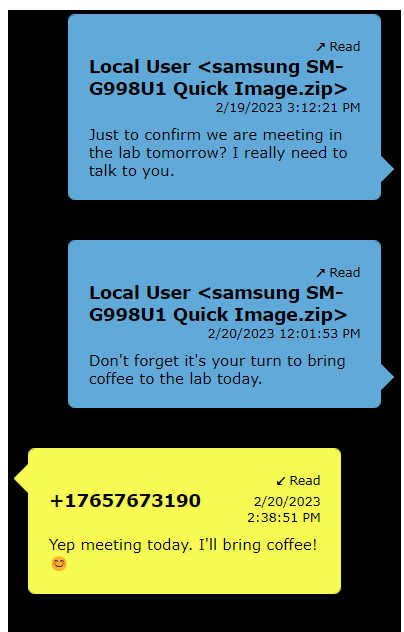 ↗ Read
Local User <samsung SM-
G998U1 Quick Image.zip>
2/19/2023 3:12:21 PM
Just to confirm we are meeting in
the lab tomorrow? I really need to
talk to you.
↗ Read
Local User <samsung SM-
G998U1 Quick Image.zip>
2/20/2023 12:01:53 PM
Don't forget it's your turn to bring
coffee to the lab today.
↙ Read
+17657673190 2/20/2023
2:38:51 PM
Yep meeting today. I'll bring coffee!
😊